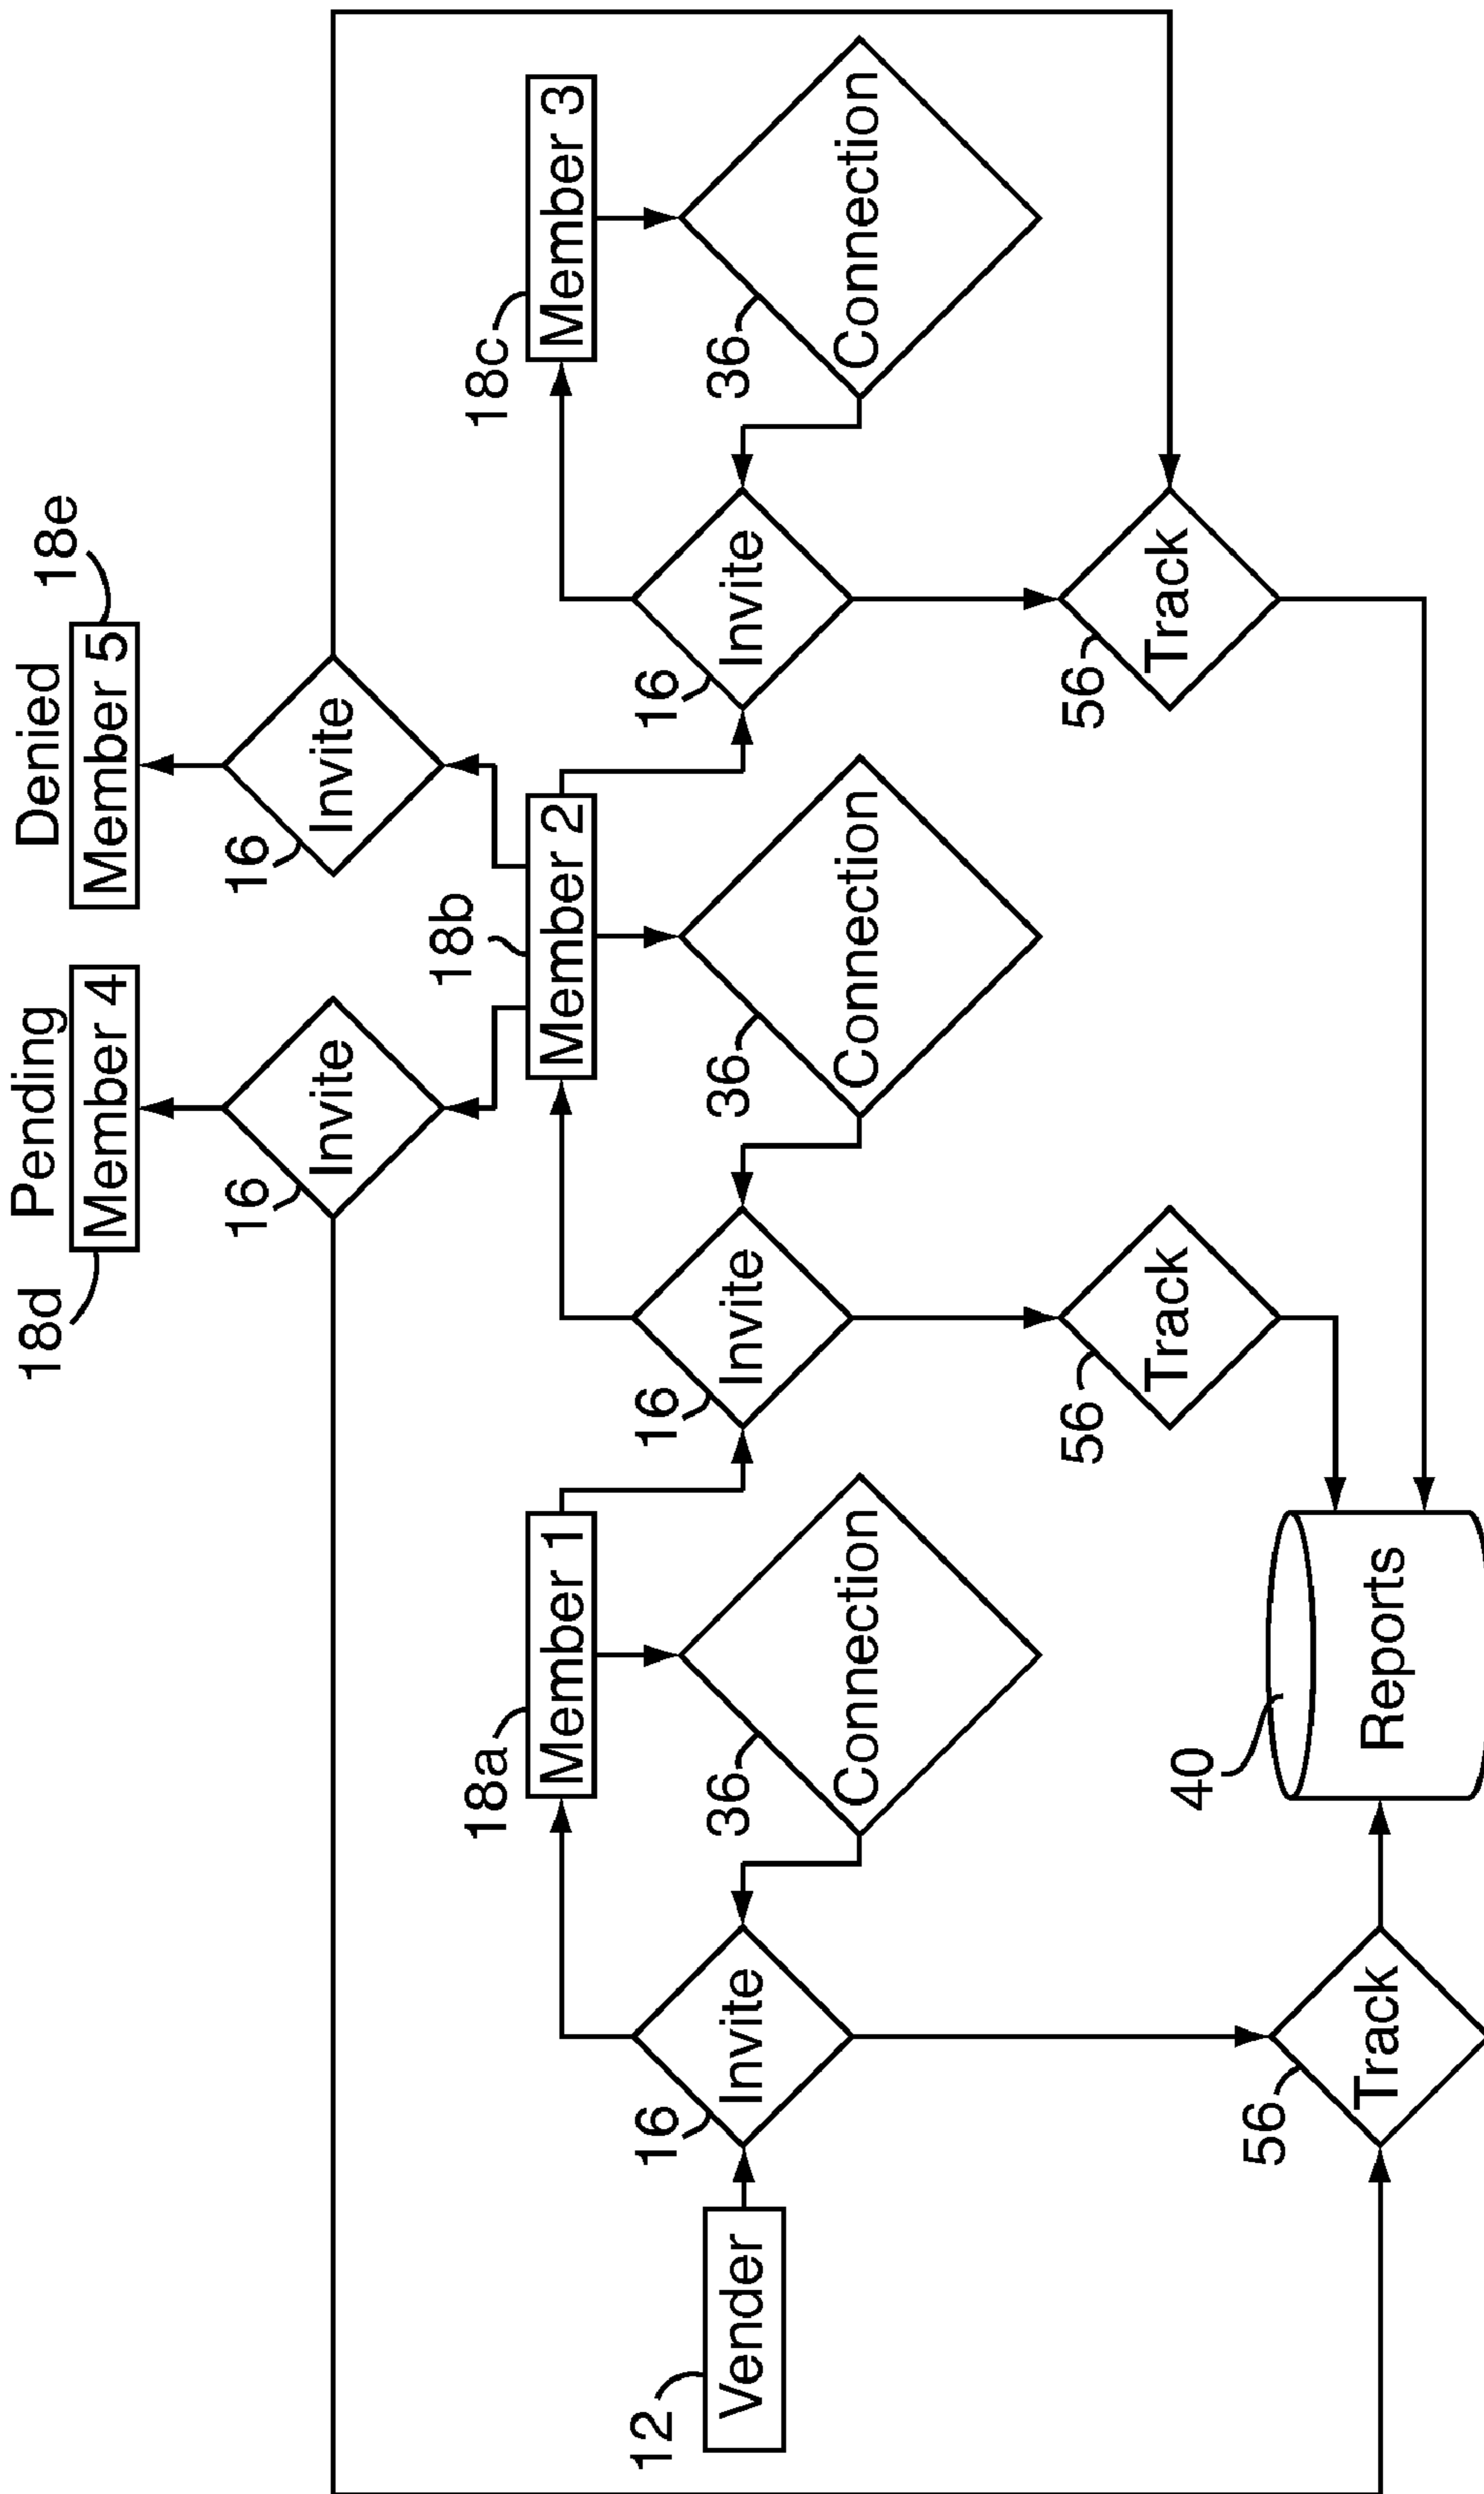 Pending
Denied
18d
Member 4
Member 5
18e
16
Invite
16
Invite
18a
Member 1
18b
Member 2
18c
Member 3
12
Vender
16
Invite
36
Connection
16
Invite
36
Connection
16
Invite
36
Connection
56
Track
56
Track
56
Track
40
Reports